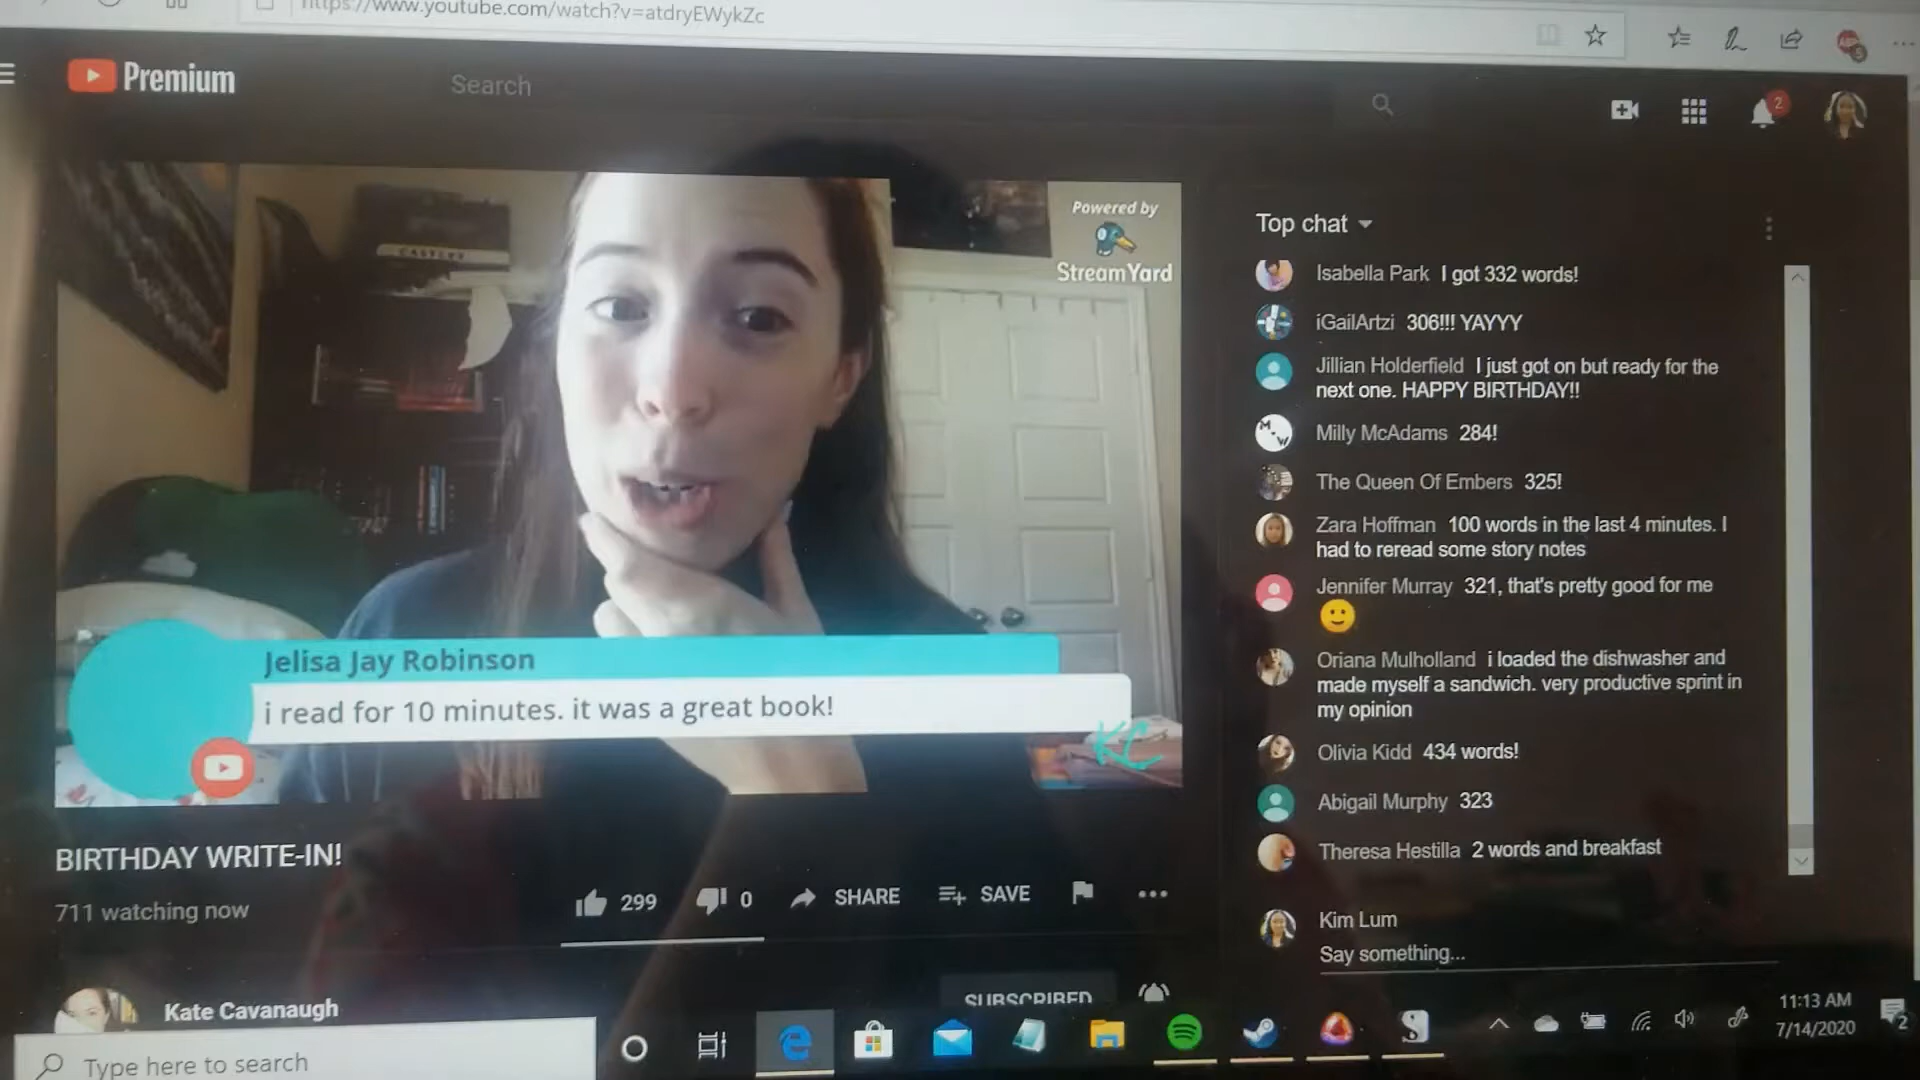 https://www.youtube.com/watch?v=atdryEWykZc
Premium
Search
2
Powered by
StreamYard
Jelisa Jay Robinson
i read for 10 minutes. it was a great book!
KC
BIRTHDAY WRITE-IN!
711 watching now
299
0
SHARE
SAVE
Kate Cavanaugh
SUBSCRIBED
Top chat
Isabella Park I got 332 words!
iGailArtzi 306!!! YAYYY
Jillian Holderfield I just got on but ready for the
next one. HAPPY BIRTHDAY!!
Milly McAdams 284!
The Queen Of Embers 325!
Zara Hoffman 100 words in the last 4 minutes. I
had to reread some story notes
Jennifer Murray 321, that's pretty good for me
🙂
Oriana Mulholland i loaded the dishwasher and
made myself a sandwich. very productive sprint in
my opinion
Olivia Kidd 434 words!
Abigail Murphy 323
Theresa Hestilla 2 words and breakfast
Kim Lum
Say something...
Type here to search
11:13 AM
7/14/2020
2